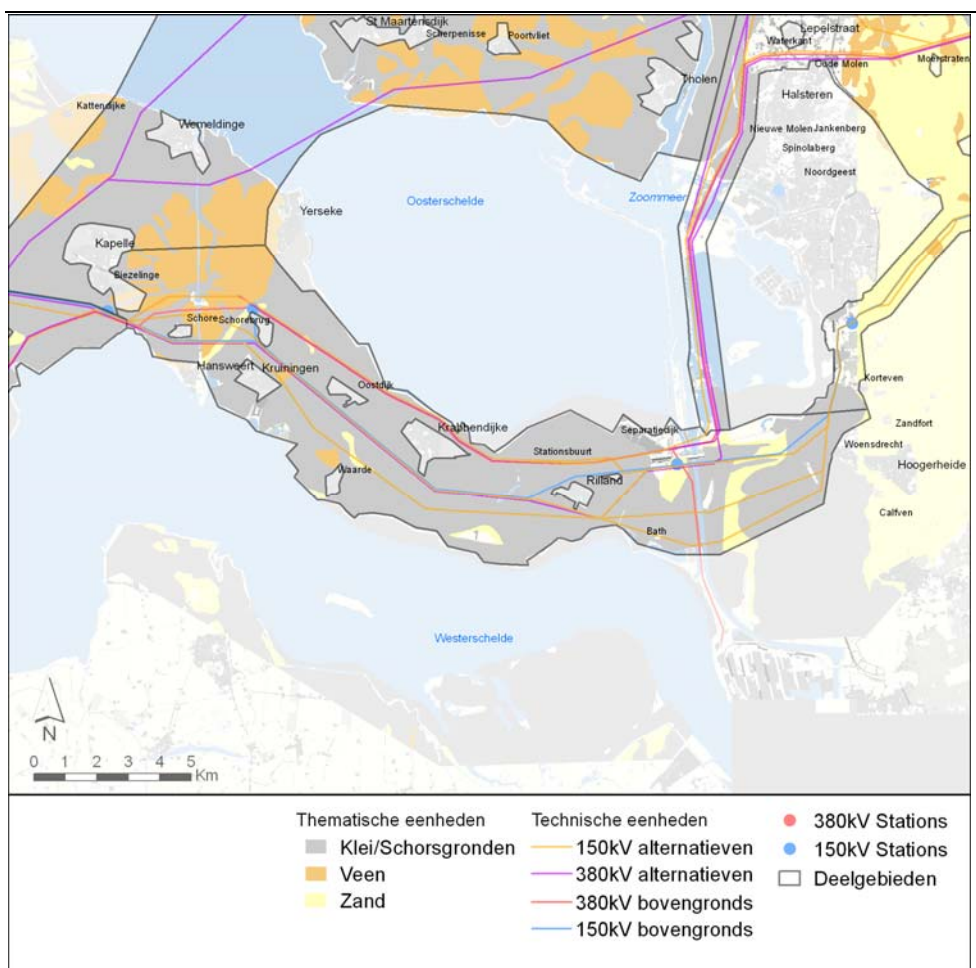 St Maartensdijk
Scherpenisse
Poortvliet
Lepelstraat
Waterkant
Oude Molen
Moerstraten
Tholen
Halsteren
Kattendijke
Wemeldinge
Nieuwe Molen
Jankenberg
Spinolaberg
Noordgeest
Yerseke
Oosterschelde
Zoommeer
Kapelle
Biezelinge
Schore
Schorebrug
Hansweert
Kruiningen
Oostdijk
Korteven
Krabbendijke
Separatiedijk
Zandfort
Stationsbuurt
Woensdrecht
Hoogerheide
Waarde
Rilland
Calfven
Bath
1
Westerschelde
N
0 1 2 3 4 5
Km
Thematische eenheden
Klei/Schorsgronden
Veen
Zand
Technische eenheden
150kV alternatieven
380kV alternatieven
380kV bovengronds
150kV bovengronds
380kV Stations
150kV Stations
Deelgebieden